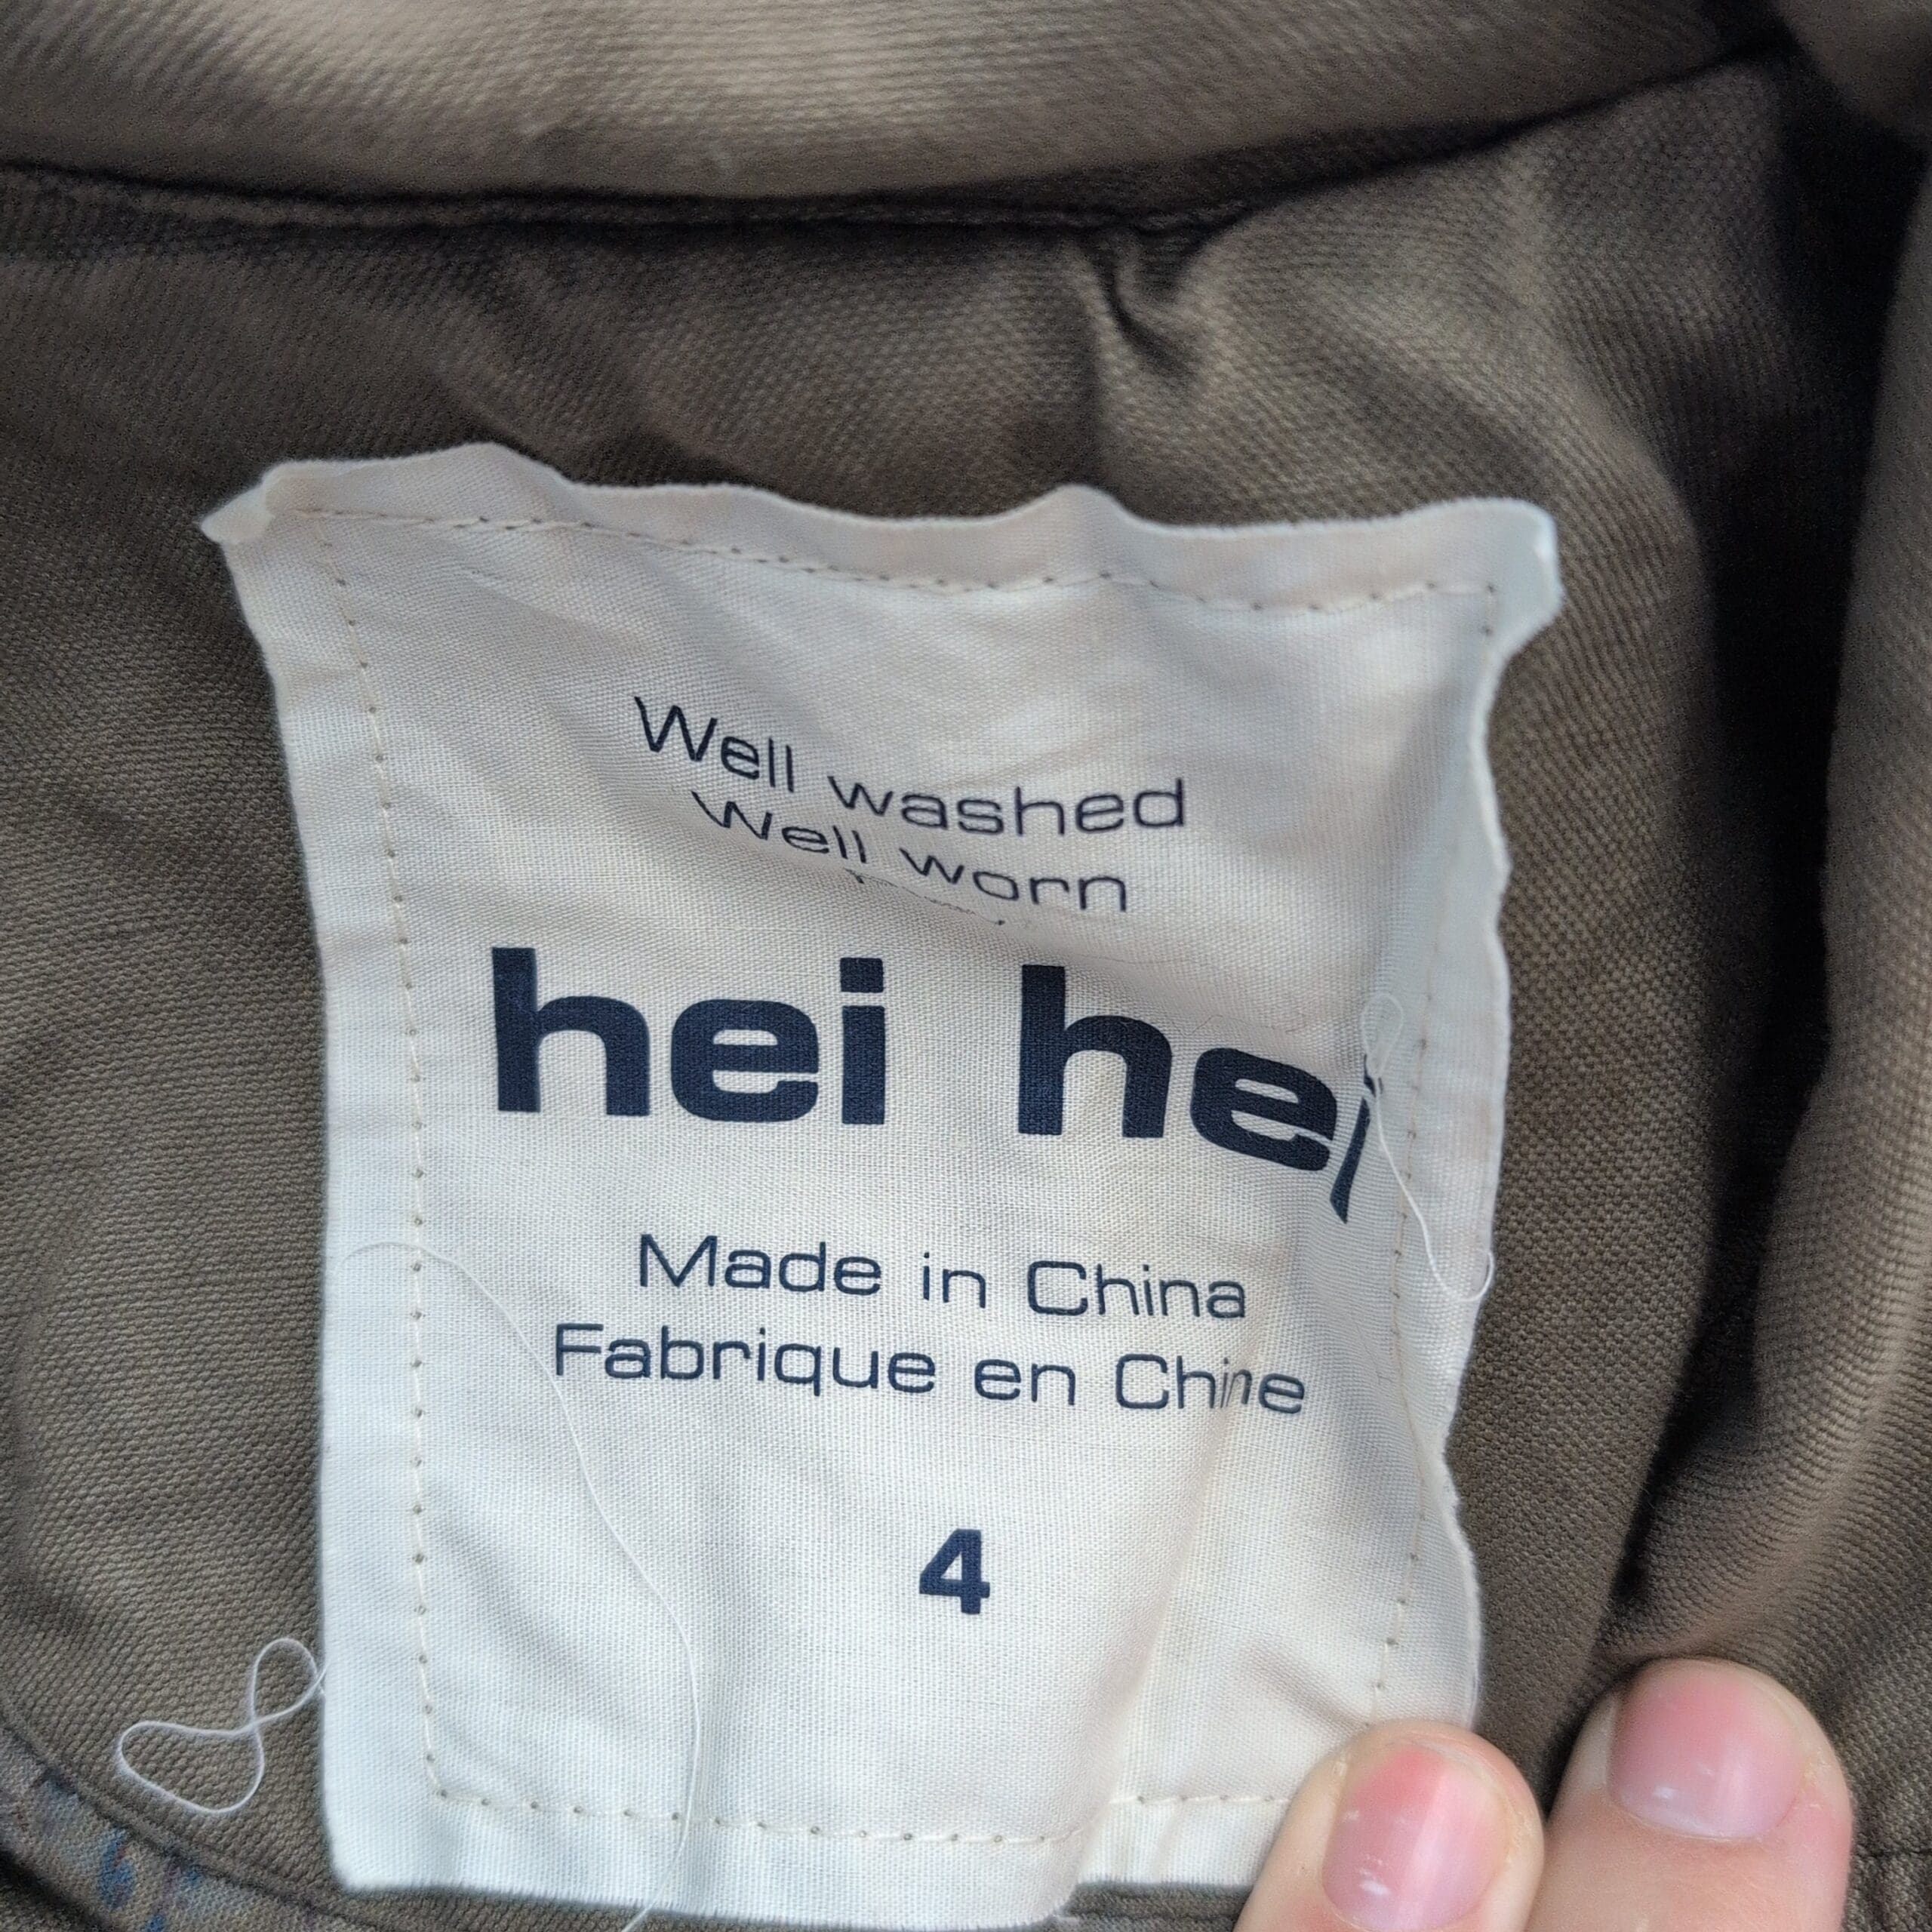 Well washed
Well worn
hei hei
Made in China
Fabrique en Chine
4